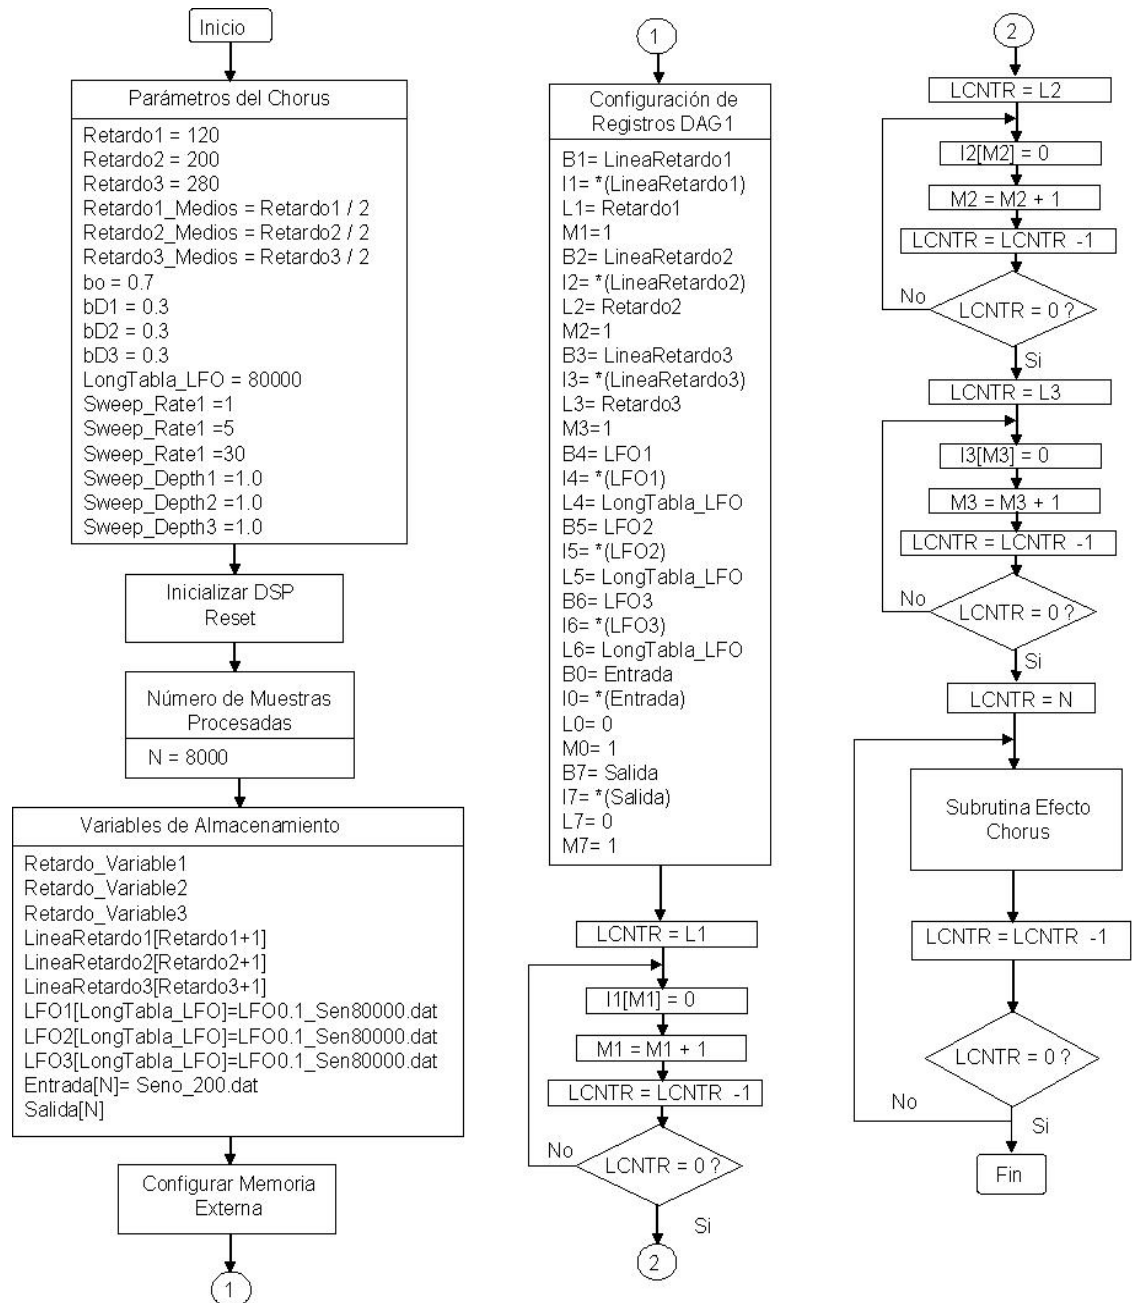 Inicio
Parámetros del Chorus
Retardo1 = 120
Retardo2 = 200
Retardo3 = 280
Retardo1_Medios = Retardo1 / 2
Retardo2_Medios = Retardo2 / 2
Retardo3_Medios = Retardo3 / 2
bo = 0.7
bD1 = 0.3
bD2 = 0.3
bD3 = 0.3
LongTabla_LFO = 80000
Sweep_Rate1 =1
Sweep_Rate1 =5
Sweep_Rate1 =30
Sweep_Depth1 =1.0
Sweep_Depth2 =1.0
Sweep_Depth3 =1.0
Inicializar DSP
Reset
Número de Muestras
Procesadas
N = 8000
Variables de Almacenamiento
Retardo_Variable1
Retardo_Variable2
Retardo_Variable3
LineaRetardo1[Retardo1+1]
LineaRetardo2[Retardo2+1]
LineaRetardo3[Retardo3+1]
LFO1[LongTabla_LFO]=LFO0.1_Sen80000.dat
LFO2[LongTabla_LFO]=LFO0.1_Sen80000.dat
LFO3[LongTabla_LFO]=LFO0.1_Sen80000.dat
Entrada[N]= Seno_200.dat
Salida[N]
Configurar Memoria
Externa
1
1
Configuración de
Registros DAG1
B1= LineaRetardo1
I1= *(LineaRetardo1)
L1= Retardo1
M1=1
B2= LineaRetardo2
I2= *(LineaRetardo2)
L2= Retardo2
M2=1
B3= LineaRetardo3
I3= *(LineaRetardo3)
L3= Retardo3
M3=1
B4= LFO1
I4= *(LFO1)
L4= LongTabla_LFO
B5= LFO2
I5= *(LFO2)
L5= LongTabla_LFO
B6= LFO3
I6= *(LFO3)
L6= LongTabla_LFO
B0= Entrada
I0= *(Entrada)
L0= 0
M0= 1
B7= Salida
I7= *(Salida)
L7= 0
M7= 1
LCNTR = L1
I1[M1] = 0
M1 = M1 + 1
LCNTR = LCNTR -1
No
LCNTR = 0 ?
Si
2
2
LCNTR = L2
I2[M2] = 0
M2 = M2 + 1
LCNTR = LCNTR -1
No
LCNTR = 0 ?
Si
LCNTR = L3
I3[M3] = 0
M3 = M3 + 1
LCNTR = LCNTR -1
No
LCNTR = 0 ?
Si
LCNTR = N
Subrutina Efecto
Chorus
LCNTR = LCNTR -1
LCNTR = 0 ?
No
Si
Fin